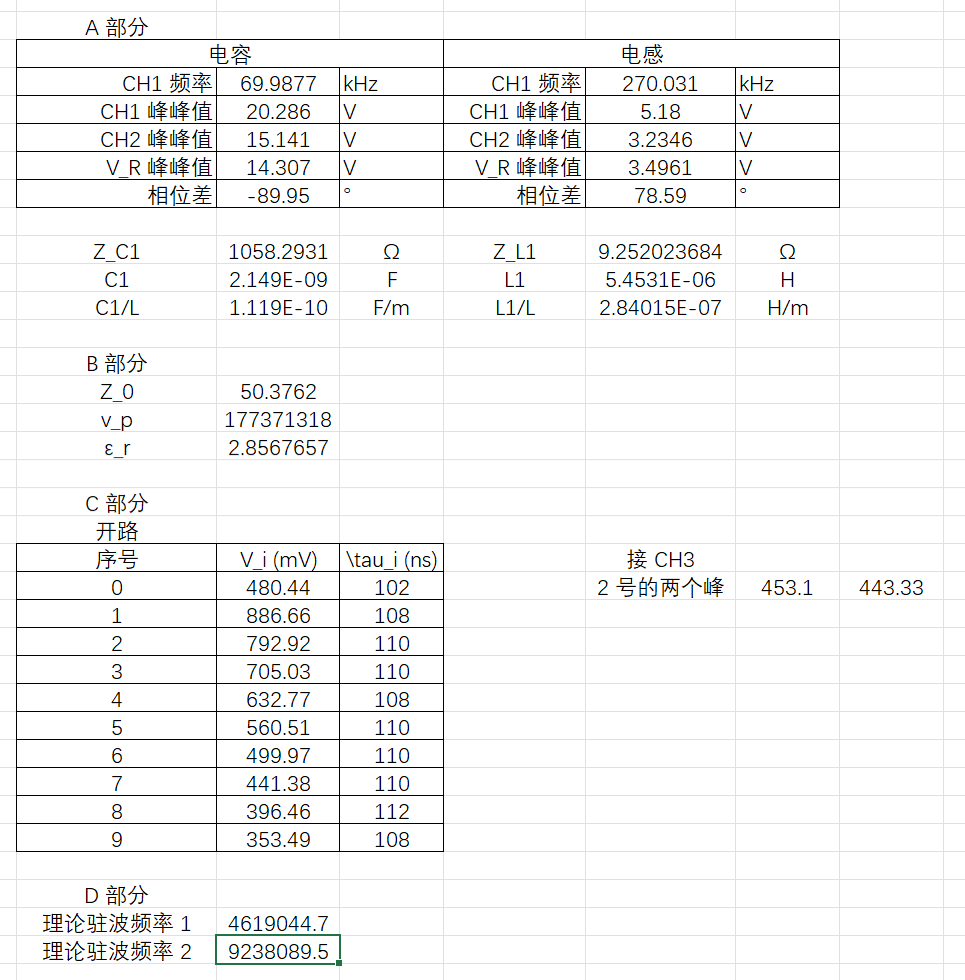 A 部分
电容 电感
CH1 频率 69.9877 kHz CH1 频率 270.031 kHz
CH1 峰峰值 20.286 V CH1 峰峰值 5.18 V
CH2 峰峰值 15.141 V CH2 峰峰值 3.2346 V
V_R 峰峰值 14.307 V V_R 峰峰值 3.4961 V
相位差 -89.95 ° 相位差 78.59 °
Z_C1 1058.2931 Ω Z_L1 9.252023684 Ω
C1 2.149E-09 F L1 5.4531E-06 H
C1/L 1.119E-10 F/m L1/L 2.84015E-07 H/m
B 部分
Z_0 50.3762
v_p 177371318
ε_r 2.8567657
C 部分
开路
序号 V_i (mV) \tau_i (ns) 接 CH3
0 480.44 102 2 号的两个峰 453.1 443.33
1 886.66 108
2 792.92 110
3 705.03 110
4 632.77 108
5 560.51 110
6 499.97 110
7 441.38 110
8 396.46 112
9 353.49 108
D 部分
理论驻波频率 1 4619044.7
理论驻波频率 2 9238089.5